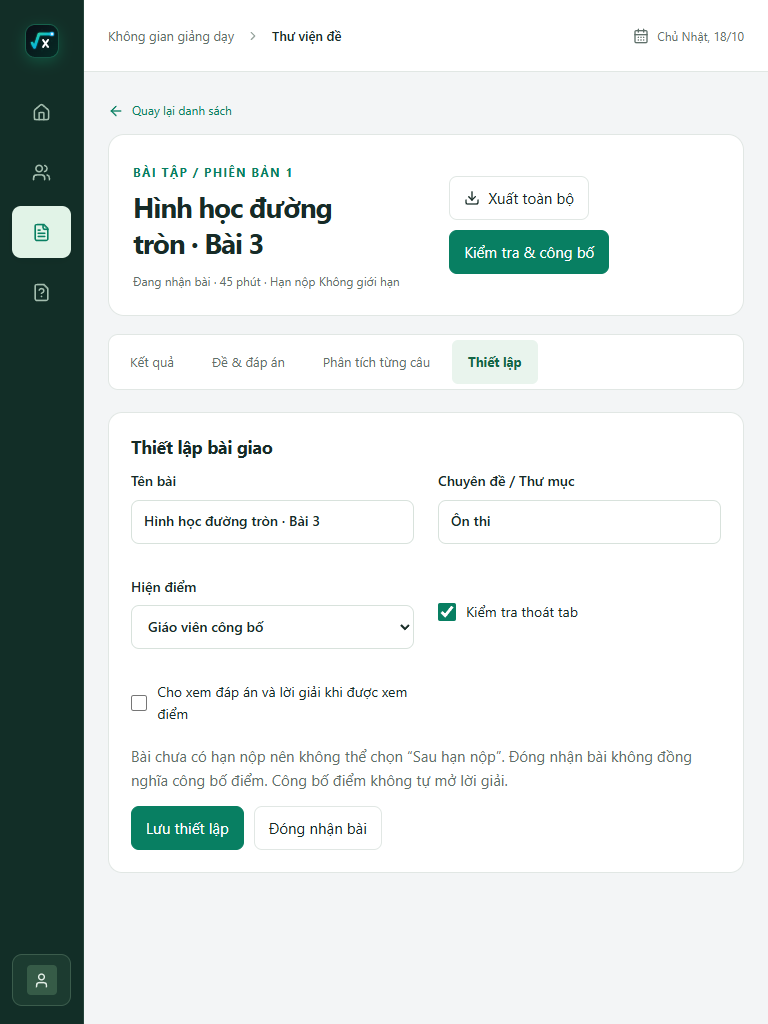 √x
Không gian giảng dạy > Thư viện đề
Chủ Nhật, 18/10
← Quay lại danh sách
BÀI TẬP / PHIÊN BẢN 1
Hình học đường
tròn · Bài 3
Đang nhận bài · 45 phút · Hạn nộp Không giới hạn
Xuất toàn bộ
Kiểm tra & công bố
Kết quả
Đề & đáp án
Phân tích từng câu
Thiết lập
Thiết lập bài giao
Tên bài
Chuyên đề / Thư mục
Hình học đường tròn · Bài 3
Ôn thi
Hiện điểm
Giáo viên công bố
Kiểm tra thoát tab
Cho xem đáp án và lời giải khi được xem
điểm
Bài chưa có hạn nộp nên không thể chọn “Sau hạn nộp”. Đóng nhận bài không đồng
nghĩa công bố điểm. Công bố điểm không tự mở lời giải.
Lưu thiết lập
Đóng nhận bài